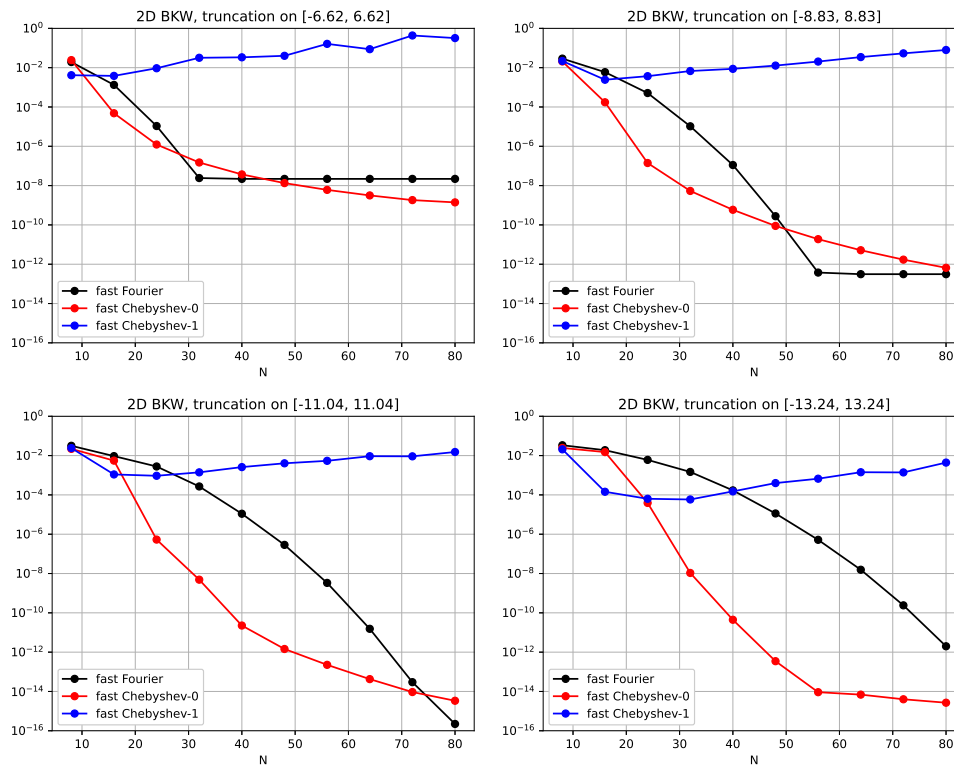 2D BKW, truncation on [-6.62, 6.62]
10^0
10^-2
10^-4
10^-6
10^-8
10^-10
10^-12
10^-14
10^-16
fast Fourier
fast Chebyshev-0
fast Chebyshev-1
10 20 30 40 50 60 70 80
N
2D BKW, truncation on [-8.83, 8.83]
10^0
10^-2
10^-4
10^-6
10^-8
10^-10
10^-12
10^-14
10^-16
fast Fourier
fast Chebyshev-0
fast Chebyshev-1
10 20 30 40 50 60 70 80
N
2D BKW, truncation on [-11.04, 11.04]
10^0
10^-2
10^-4
10^-6
10^-8
10^-10
10^-12
10^-14
10^-16
fast Fourier
fast Chebyshev-0
fast Chebyshev-1
10 20 30 40 50 60 70 80
N
2D BKW, truncation on [-13.24, 13.24]
10^0
10^-2
10^-4
10^-6
10^-8
10^-10
10^-12
10^-14
10^-16
fast Fourier
fast Chebyshev-0
fast Chebyshev-1
10 20 30 40 50 60 70 80
N